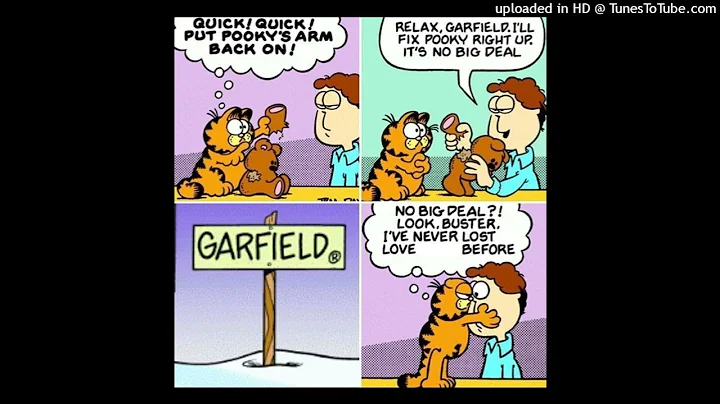 uploaded in HD @ TunesToTube.com
QUICK! QUICK!
PUT POOKY'S ARM
BACK ON!
RELAX, GARFIELD. I'LL
FIX POOKY RIGHT UP.
IT'S NO BIG DEAL
GARFIELD®
NO BIG DEAL?!
LOOK, BUSTER,
I'VE NEVER LOST
LOVE BEFORE